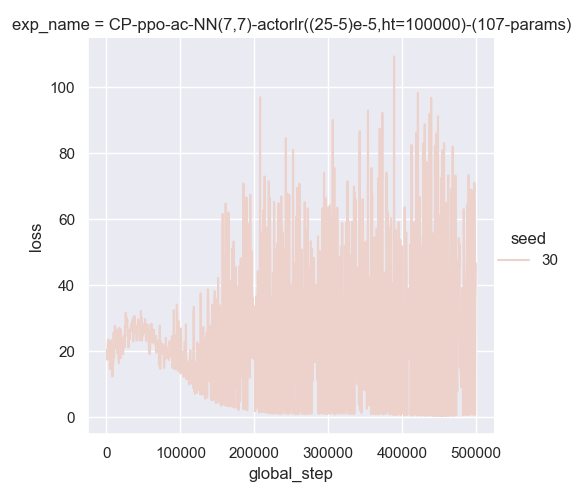 exp_name = CP-ppo-ac-NN(7,7)-actorlr((25-5)e-5,ht=100000)-(107-params)
100
80
60
40
20
0
loss
0 100000 200000 300000 400000 500000
global_step
seed
30